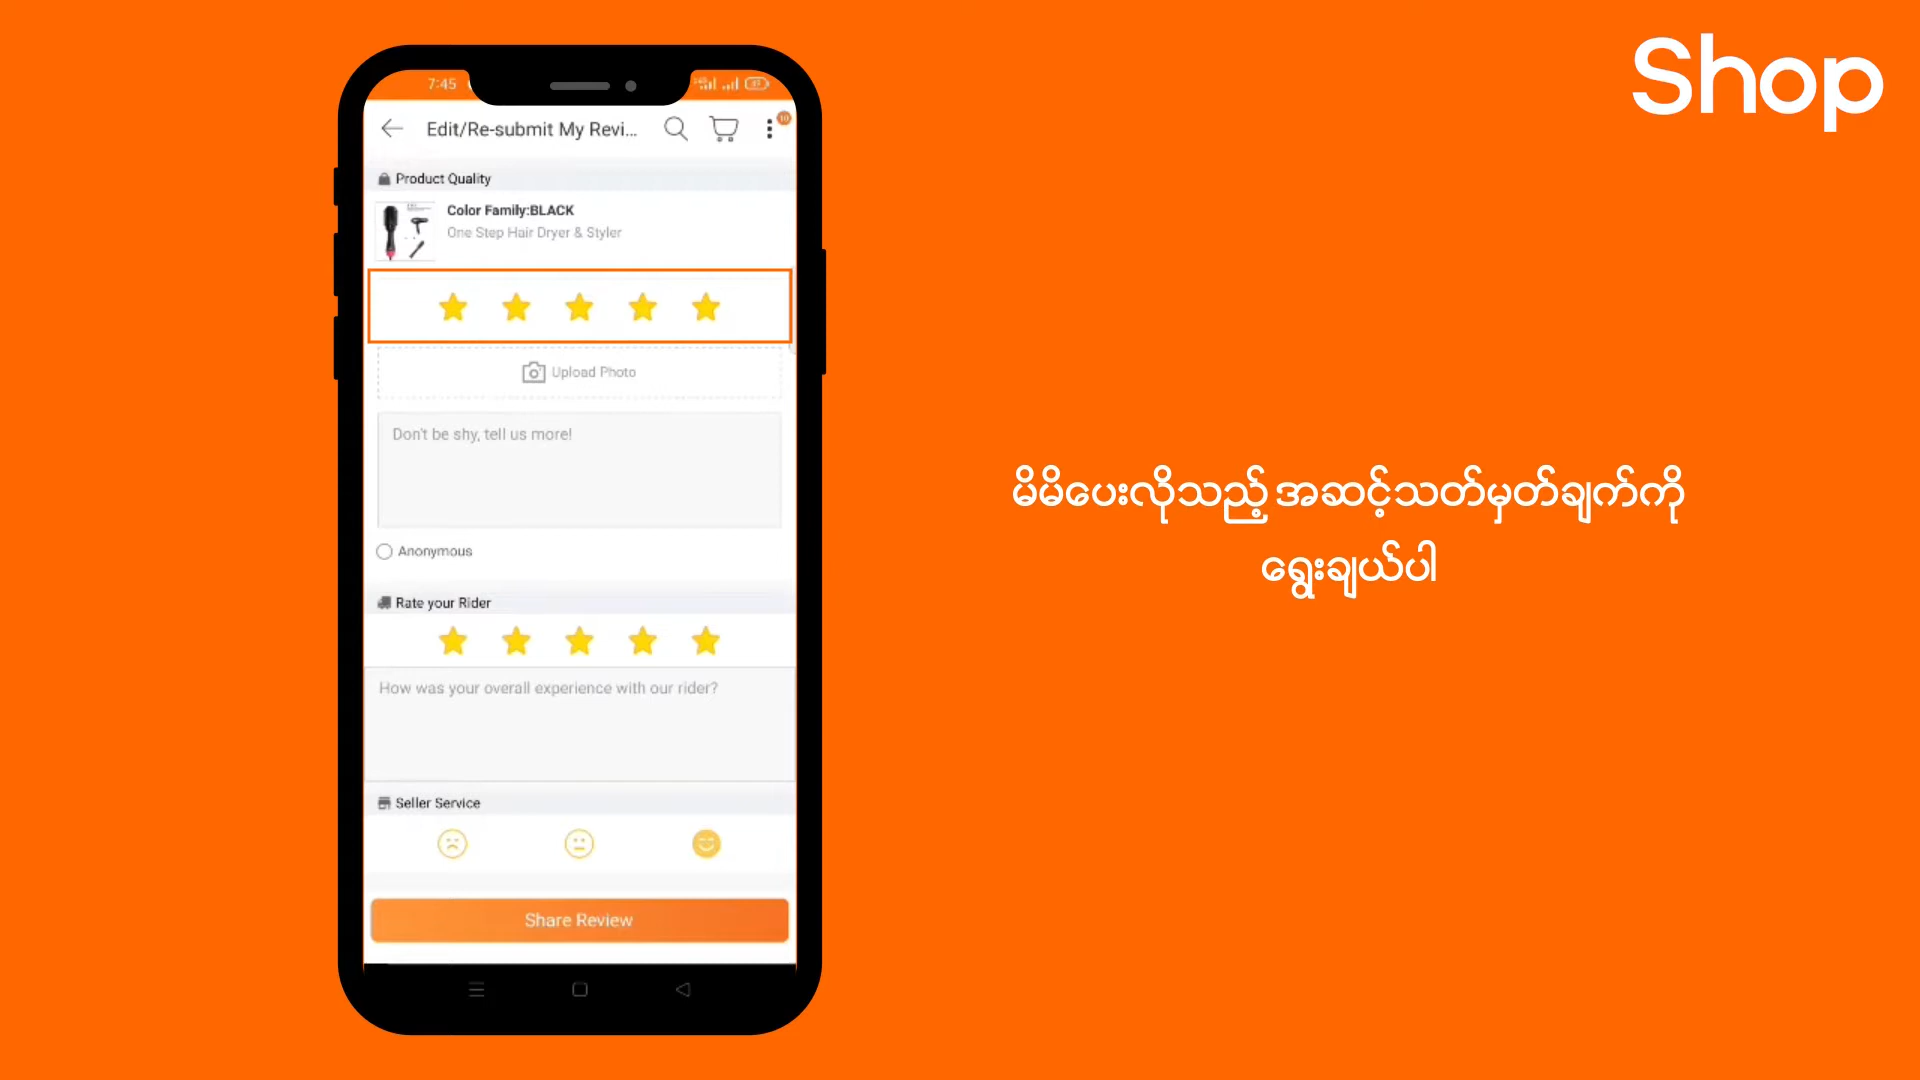 Shop
7:45
Edit/Re-submit My Revi...
10
Product Quality
Color Family:BLACK
One Step Hair Dryer & Styler
Upload Photo
Don't be shy, tell us more!
Anonymous
Rate your Rider
How was your overall experience with our rider?
Seller Service
Share Review
မိမိပေးလိုသည့် အဆင့်သတ်မှတ်ချက်ကို
ရွေးချယ်ပါ